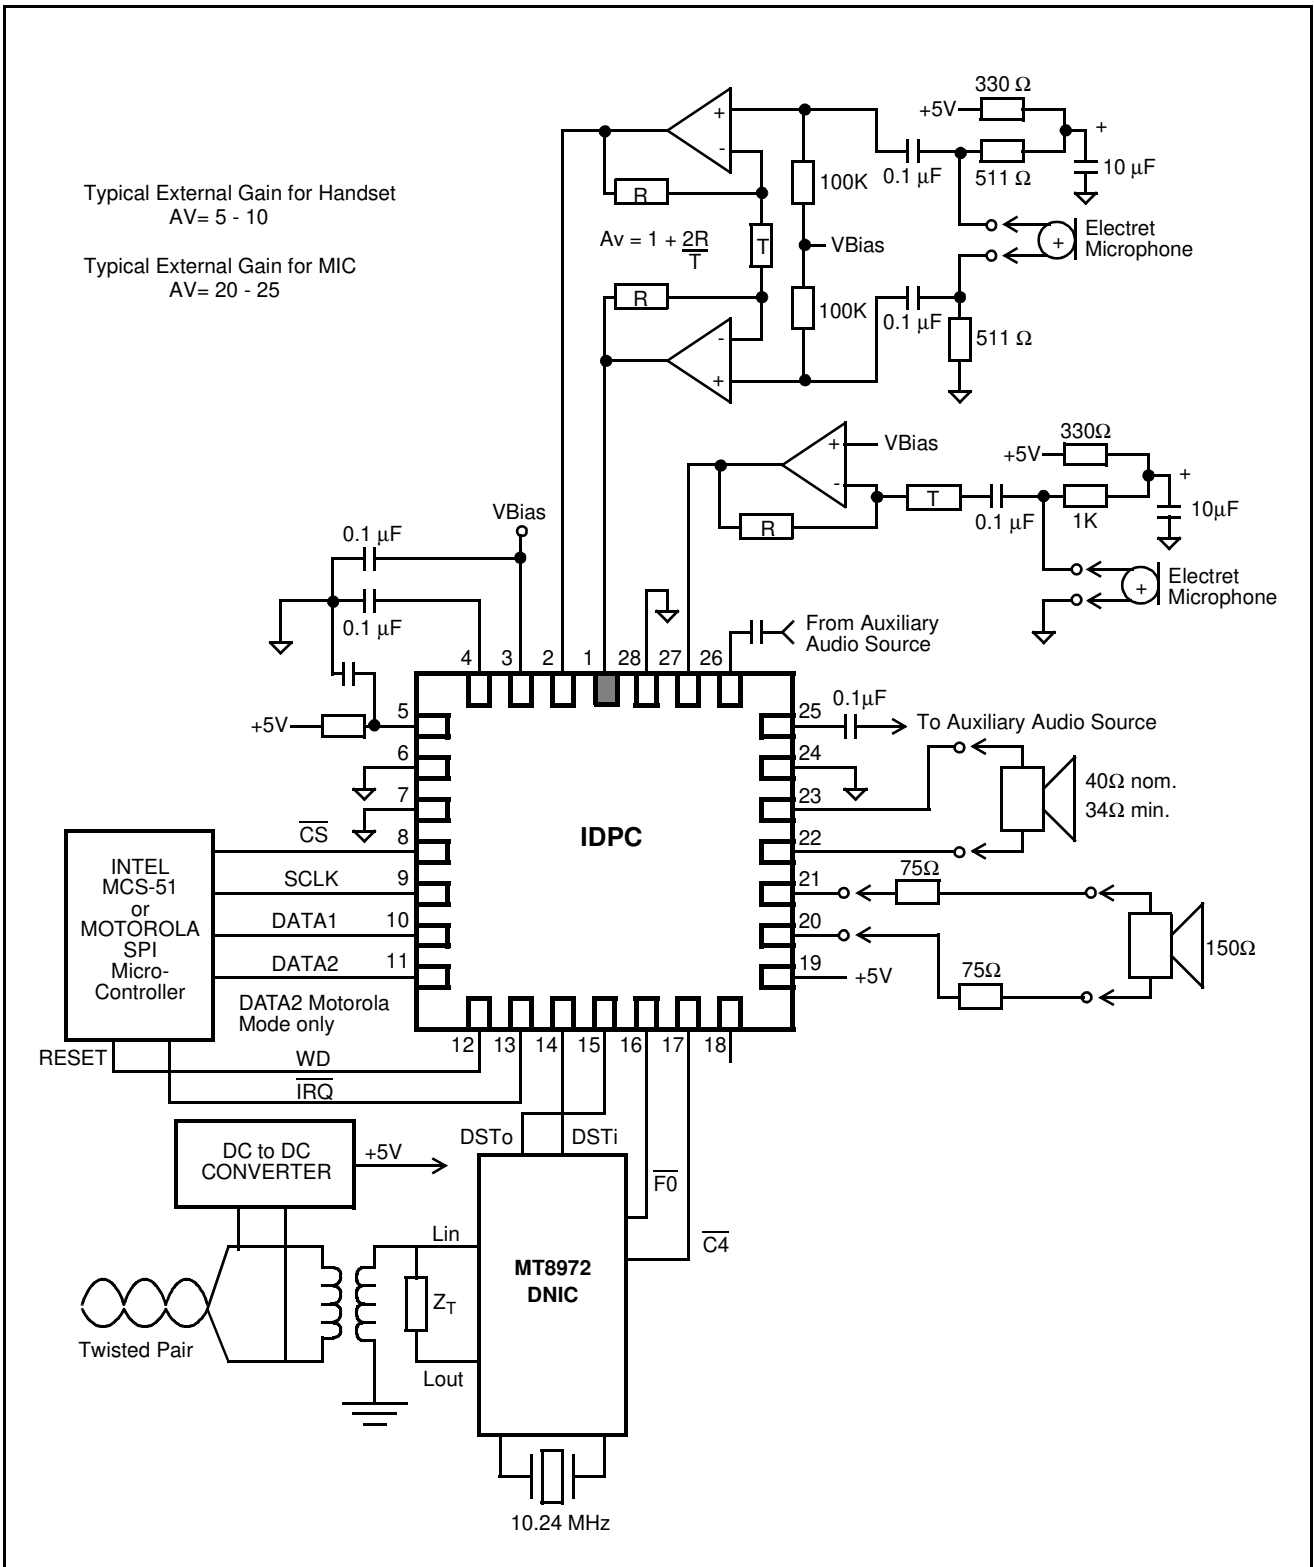 330 Ω
+5V
+
+
-
0.1 μF
511 Ω
10 μF
100K
Typical External Gain for Handset
AV= 5 - 10
R
Av = 1 + 2R
T
T
VBias
Electret
Microphone
+
Typical External Gain for MIC
AV= 20 - 25
R
100K
0.1 μF
511 Ω
-
+
330Ω
+5V
+
+
VBias
-
T
0.1 μF
1K
10μF
R
VBias
0.1 μF
0.1 μF
+
Electret
Microphone
From Auxiliary
Audio Source
4
3
2
1
28
27
26
+5V
5
6
7
8
9
10
11
25
24
23
22
21
20
19
0.1μF
To Auxiliary Audio Source
40Ω nom.
34Ω min.
IDPC
75Ω
75Ω
150Ω
+5V
INTEL
MCS-51
or
MOTOROLA
SPI
Micro-
Controller
CS
SCLK
DATA1
DATA2
DATA2 Motorola
Mode only
12
13
14
15
16
17
18
RESET
WD
IRQ
DC to DC
CONVERTER
+5V
DSTo
DSTi
F0
C4
Lin
ZT
Lout
MT8972
DNIC
Twisted Pair
10.24 MHz